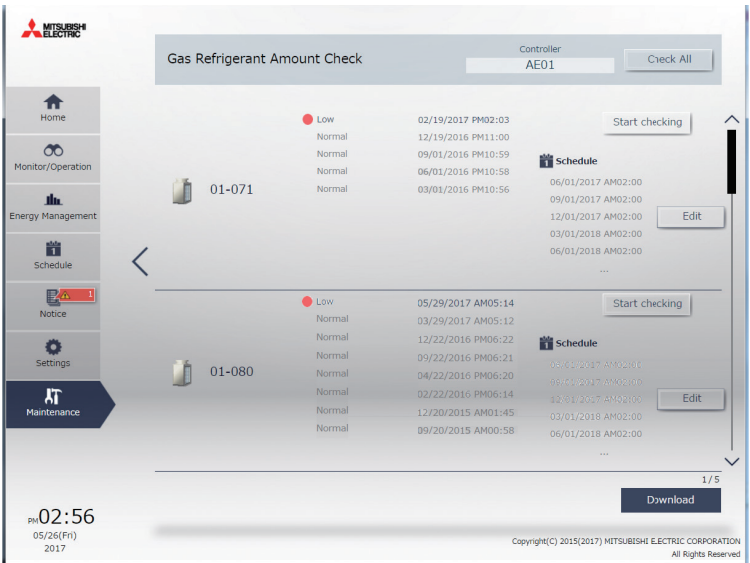 MITSUBISHI
ELECTRIC
Gas Refrigerant Amount Check
Controller
AE01
Check All
Home
Monitor/Operation
Energy Management
Schedule
1
Notice
Settings
Maintenance
01-071
Low 02/19/2017 PM02:03
Normal 12/19/2016 PM11:00
Normal 09/01/2016 PM10:59
Normal 06/01/2016 PM10:58
Normal 03/01/2016 PM10:56
Start checking
Schedule
06/01/2017 AM02:00
09/01/2017 AM02:00
12/01/2017 AM02:00
03/01/2018 AM02:00
06/01/2018 AM02:00
...
Edit
01-080
Low 05/29/2017 AM05:14
Normal 03/29/2017 AM05:12
Normal 12/22/2016 PM06:22
Normal 09/22/2016 PM06:21
Normal 04/22/2016 PM06:20
Normal 02/22/2016 PM06:14
Normal 12/20/2015 AM01:45
Normal 09/20/2015 AM00:58
Start checking
Schedule
03/01/2018 AM02:00
06/01/2018 AM02:00
...
Edit
1/5
Download
PM02:56
05/26(Fri)
2017
Copyright(C) 2015(2017) MITSUBISHI ELECTRIC CORPORATION
All Rights Reserved